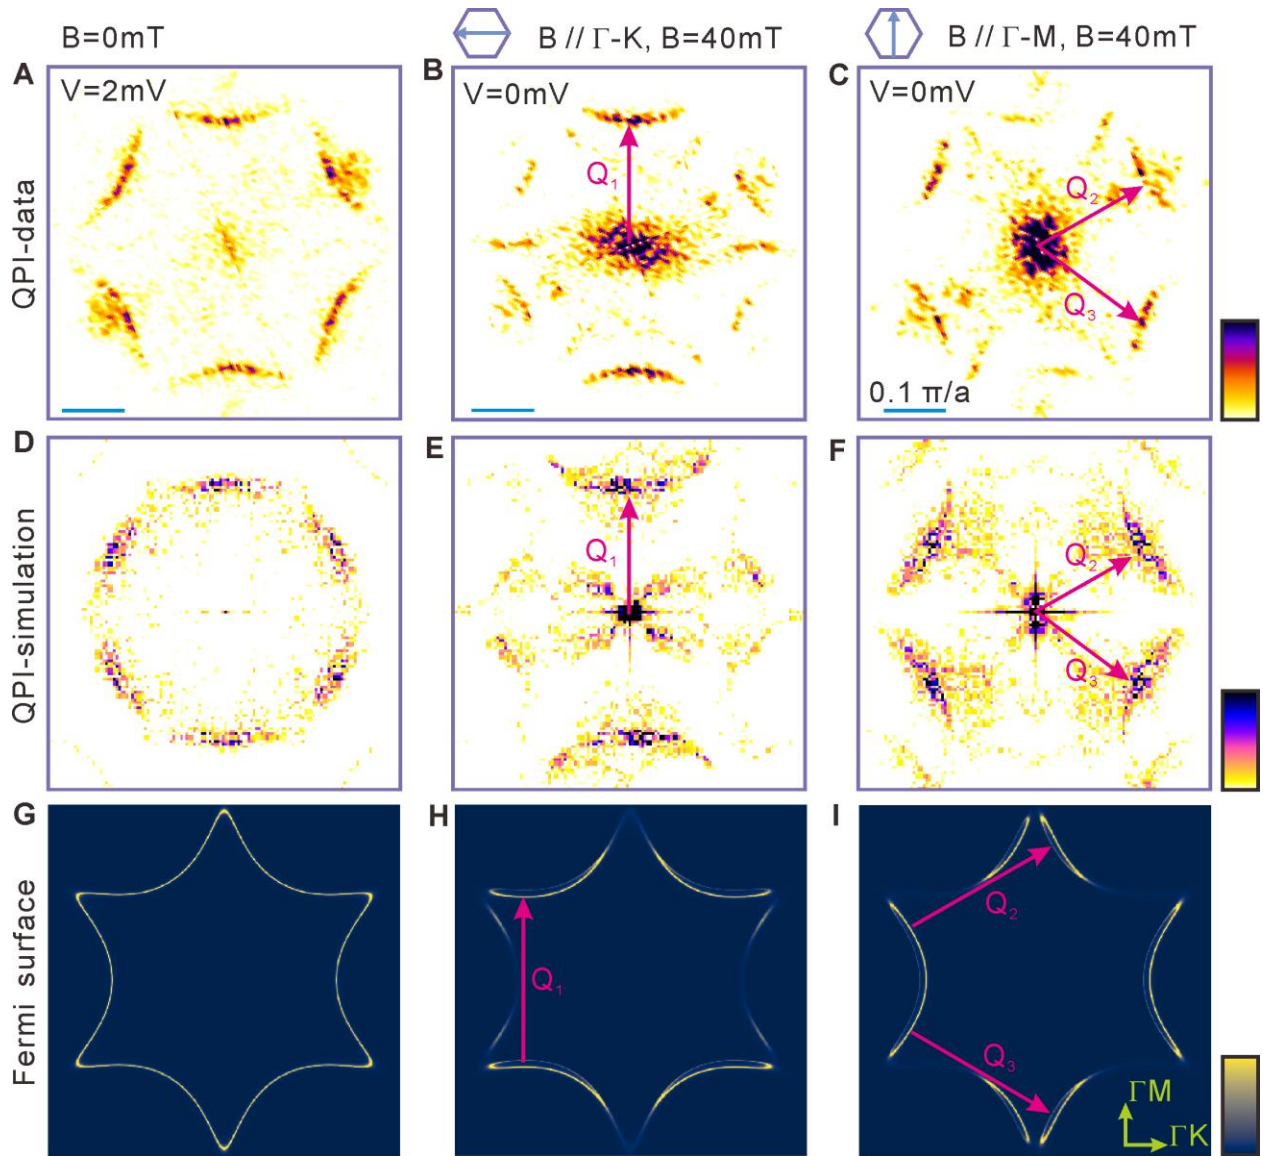 B=0mT
B // Γ-K, B=40mT
B // Γ-M, B=40mT
QPI-data
A
V=2mV
B
V=0mV
Q₁
C
V=0mV
Q₂
Q₃
0.1 π/a
QPI-simulation
D
E
Q₁
F
Q₂
Q₃
Fermi surface
G
H
Q₁
I
Q₂
Q₃
ΓM
ΓK